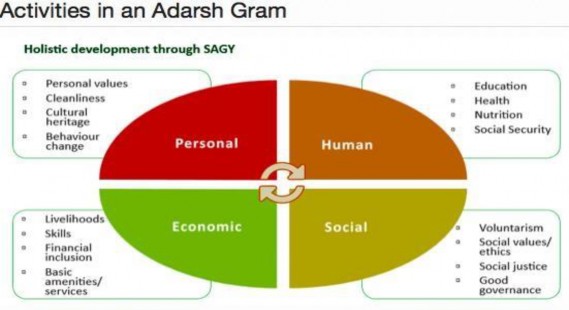 Activities in an Adarsh Gram
Holistic development through SAGY
Personal values
Cleanliness
Cultural
heritage
Behaviour
change
Education
Health
Nutrition
Social Security
Personal
Human
Economic
Social
Livelihoods
Skills
Financial
inclusion
Basic
amenities/
services
Voluntarism
Social values/
ethics
Social justice
Good
governance